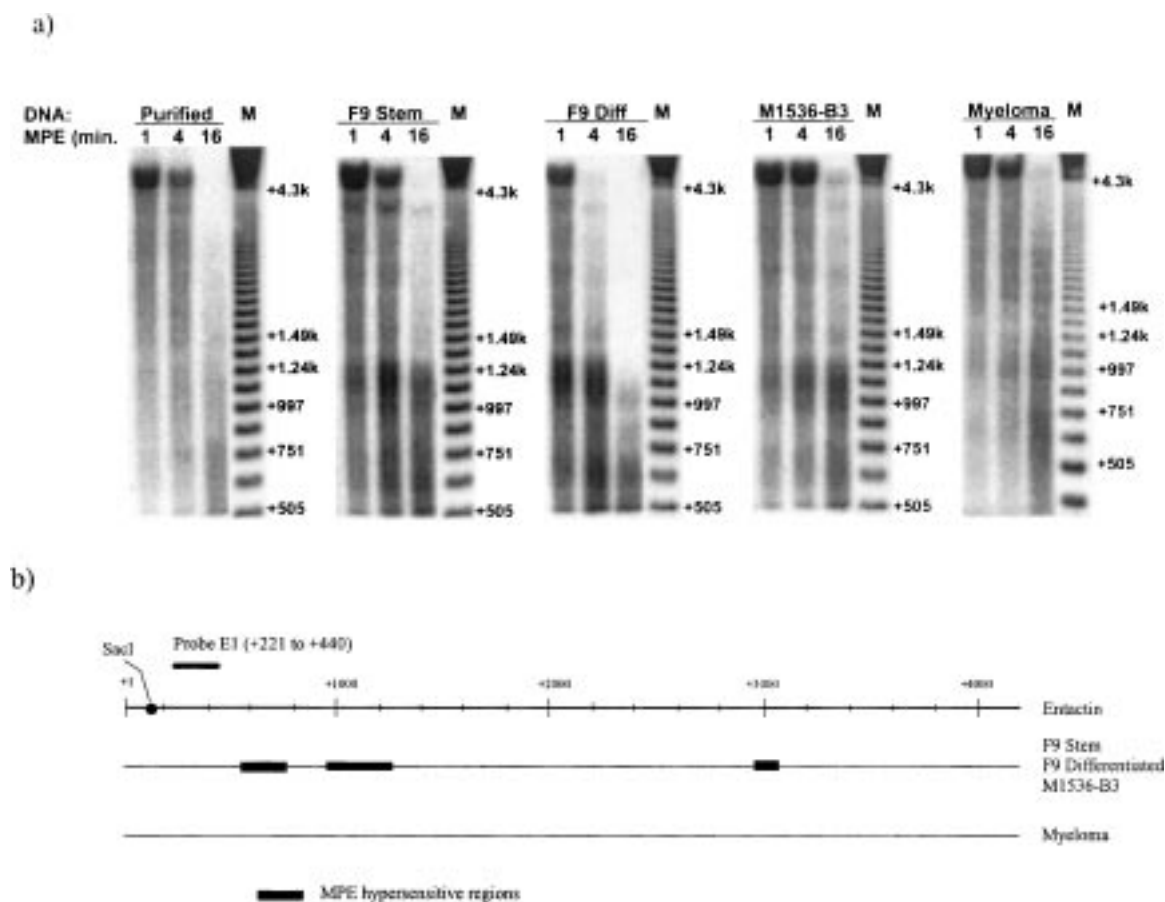 a)
DNA: Purified M F9 Stem M F9 Diff M M1536-B3 M Myeloma M
MPE (min. 1 4 16 1 4 16 1 4 16 1 4 16 1 4 16
+4.3k +4.3k +4.3k +4.3k +4.3k
+1.49k +1.49k +1.49k +1.49k +1.49k
+1.24k +1.24k +1.24k +1.24k +1.24k
+997 +997 +997 +997 +997
+751 +751 +751 +751 +751
+505 +505 +505 +505 +505
b)
SacI Probe E1 (+221 to +440)
+1 +1000 +2000 +3000 +4000
Entactin
F9 Stem
F9 Differentiated
M1536-B3
Myeloma
MPE hypersensitive regions